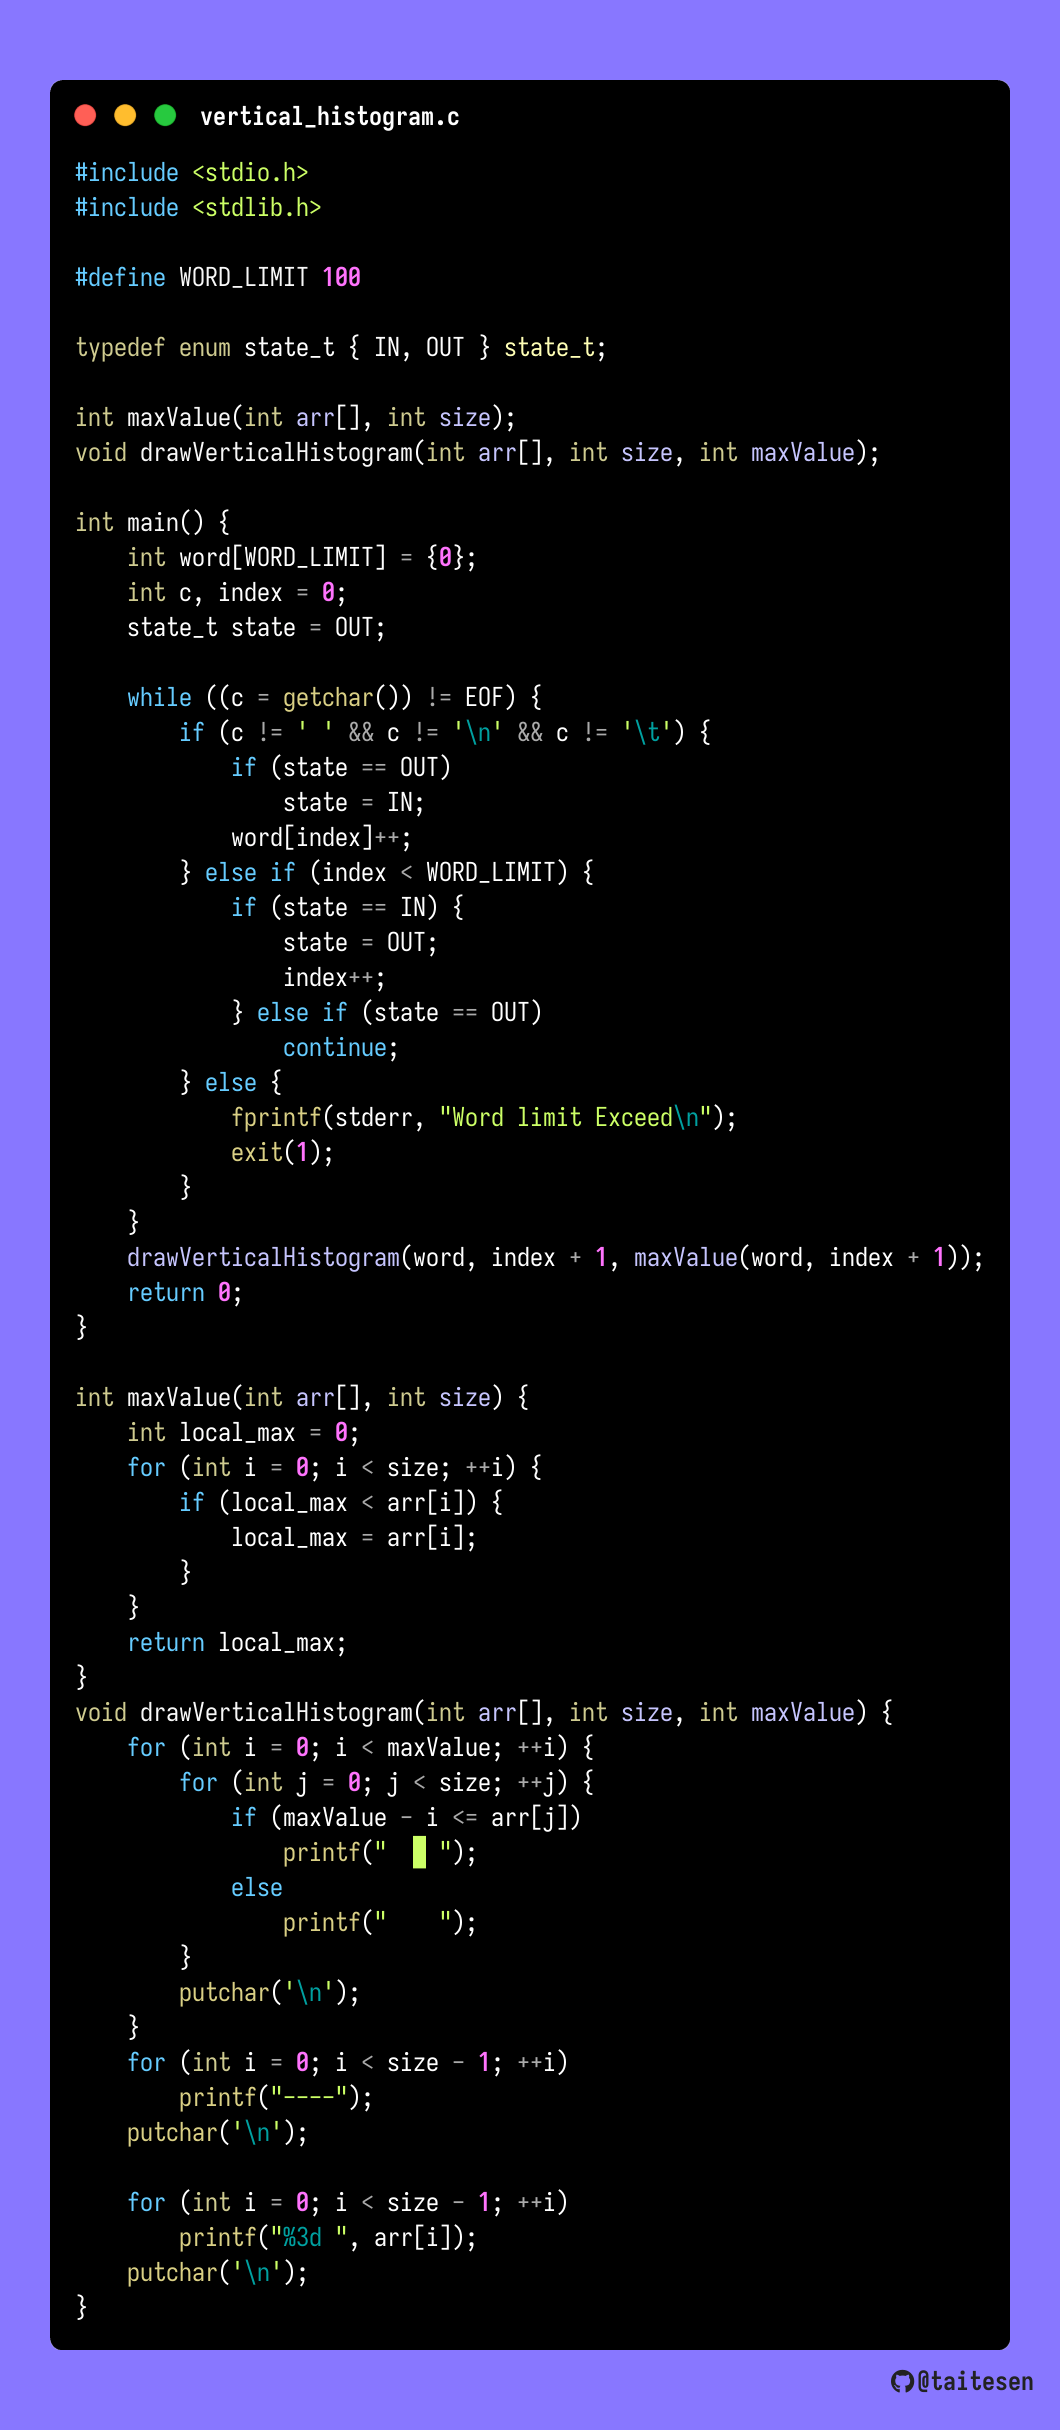 vertical_histogram.c
#include <stdio.h>
#include <stdlib.h>

#define WORD_LIMIT 100

typedef enum state_t { IN, OUT } state_t;

int maxValue(int arr[], int size);
void drawVerticalHistogram(int arr[], int size, int maxValue);

int main() {
    int word[WORD_LIMIT] = {0};
    int c, index = 0;
    state_t state = OUT;

    while ((c = getchar()) != EOF) {
        if (c != ' ' && c != '\n' && c != '\t') {
            if (state == OUT)
                state = IN;
            word[index]++;
        } else if (index < WORD_LIMIT) {
            if (state == IN) {
                state = OUT;
                index++;
            } else if (state == OUT)
                continue;
        } else {
            fprintf(stderr, "Word limit Exceed\n");
            exit(1);
        }
    }
    drawVerticalHistogram(word, index + 1, maxValue(word, index + 1));
    return 0;
}

int maxValue(int arr[], int size) {
    int local_max = 0;
    for (int i = 0; i < size; ++i) {
        if (local_max < arr[i]) {
            local_max = arr[i];
        }
    }
    return local_max;
}
void drawVerticalHistogram(int arr[], int size, int maxValue) {
    for (int i = 0; i < maxValue; ++i) {
        for (int j = 0; j < size; ++j) {
            if (maxValue - i <= arr[j])
                printf("  █ ");
            else
                printf("    ");
        }
        putchar('\n');
    }
    for (int i = 0; i < size - 1; ++i)
        printf("----");
    putchar('\n');

    for (int i = 0; i < size - 1; ++i)
        printf("%3d ", arr[i]);
    putchar('\n');
}
@taitesen